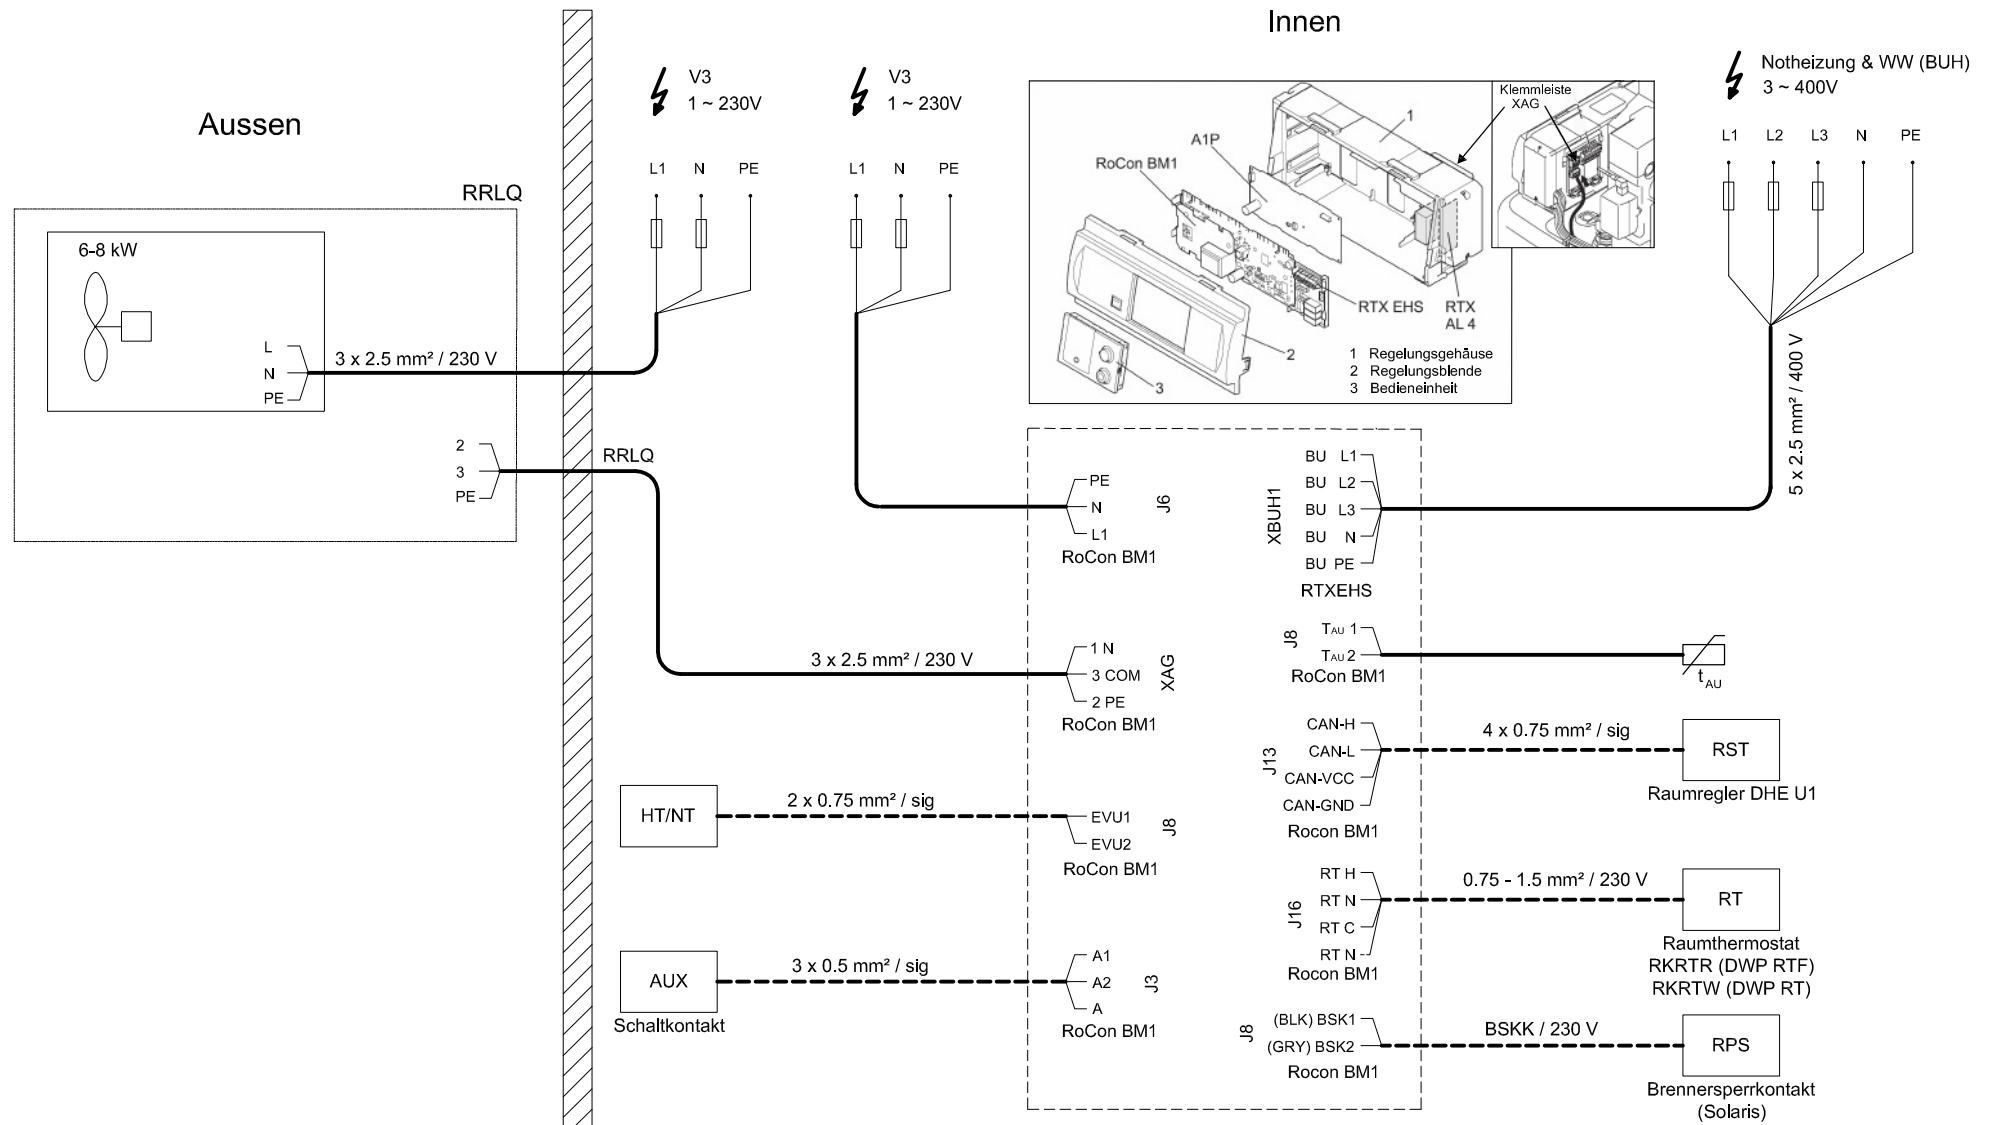 Innen
Aussen
V3
1 ~ 230V
V3
1 ~ 230V
Notheizung & WW (BUH)
3 ~ 400V
L1 N PE
L1 N PE
L1 L2 L3 N PE
Klemmleiste
XAG
1
A1P
RoCon BM1
RTX EHS
RTX
AL 4
2
3
1 Regelungsgehäuse
2 Regelungsblende
3 Bedieneinheit
RRLQ
6-8 kW
L
N
PE
3 x 2.5 mm² / 230 V
2
3
PE
RRLQ
5 x 2.5 mm² / 400 V
PE
N
L1
J6
RoCon BM1
XBUH1
BU L1
BU L2
BU L3
BU N
BU PE
RTXEHS
3 x 2.5 mm² / 230 V
1 N
3 COM
2 PE
XAG
RoCon BM1
J8
TAU 1
TAU 2
RoCon BM1
tAU
HT/NT
2 x 0.75 mm² / sig
EVU1
EVU2
J8
RoCon BM1
J13
CAN-H
CAN-L
CAN-VCC
CAN-GND
Rocon BM1
4 x 0.75 mm² / sig
RST
Raumregler DHE U1
J16
RT H
RT N
RT C
RT N
Rocon BM1
0.75 - 1.5 mm² / 230 V
RT
Raumthermostat
RKRTR (DWP RTF)
RKRTW (DWP RT)
AUX
Schaltkontakt
3 x 0.5 mm² / sig
A1
A2
A
J3
RoCon BM1
J8
(BLK) BSK1
(GRY) BSK2
Rocon BM1
BSKK / 230 V
RPS
Brennersperrkontakt
(Solaris)